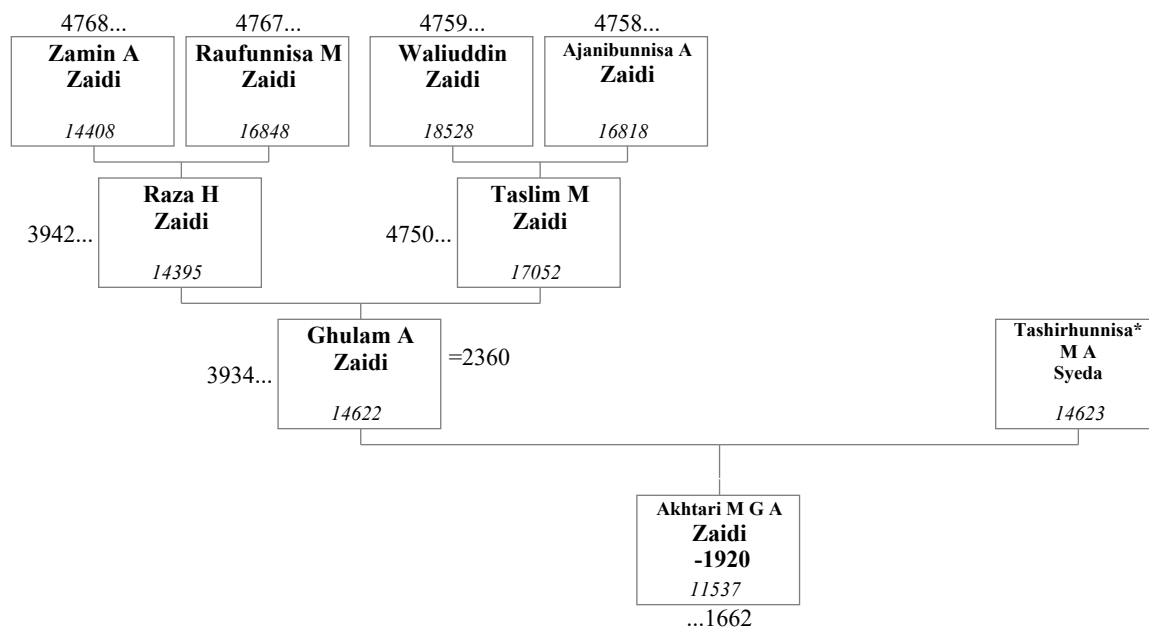 4768...
4767...
4759...
4758...
Zamin A
Zaidi
14408
Raufunnisa M
Zaidi
16848
Waliuddin
Zaidi
18528
Ajanibunnisa A
Zaidi
16818
3942...
Raza H
Zaidi
14395
4750...
Taslim M
Zaidi
17052
3934...
Ghulam A
Zaidi
14622
=2360
Tashirhunnisa*
M A
Syeda
14623
Akhtari M G A
Zaidi
-1920
11537
...1662